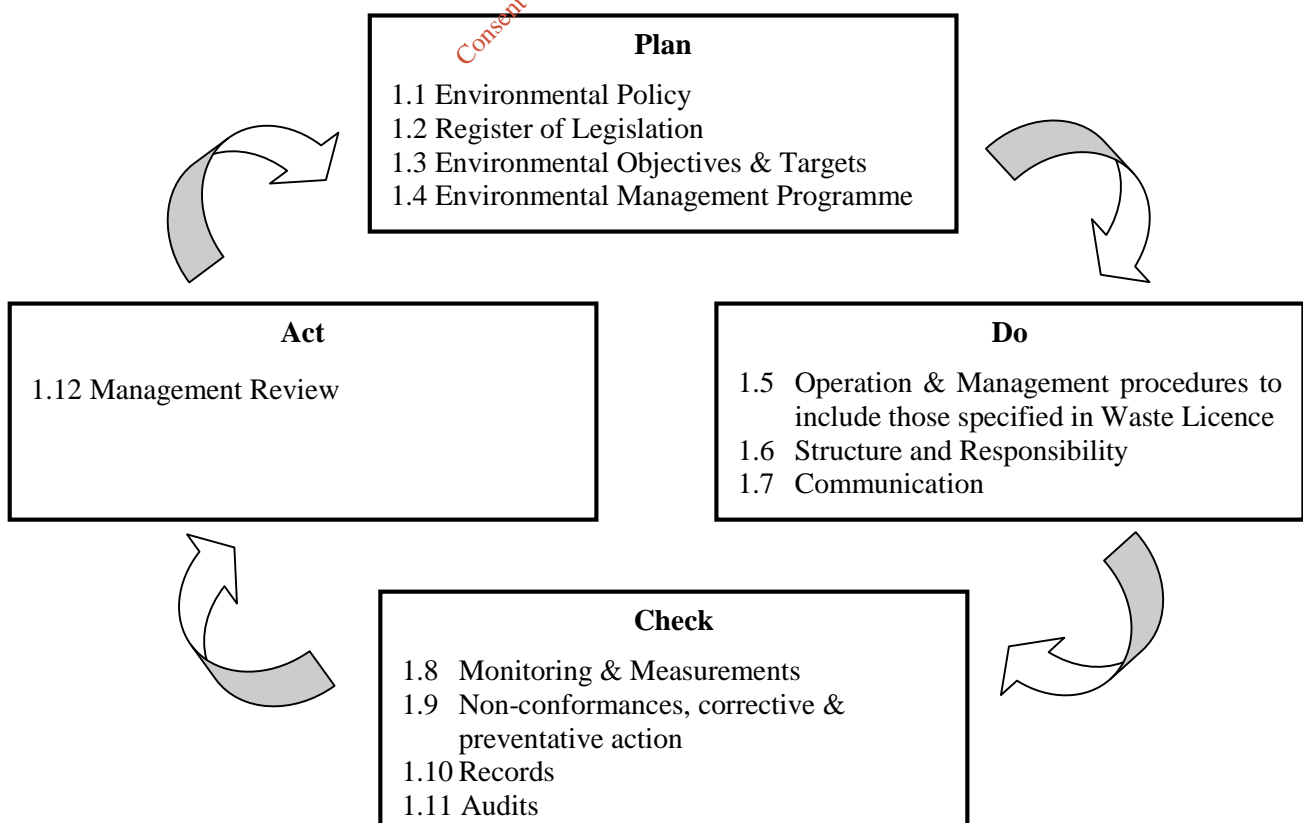 Consent
Plan
1.1 Environmental Policy
1.2 Register of Legislation
1.3 Environmental Objectives & Targets
1.4 Environmental Management Programme
Act
1.12 Management Review
Do
1.5 Operation & Management procedures to
include those specified in Waste Licence
1.6 Structure and Responsibility
1.7 Communication
Check
1.8 Monitoring & Measurements
1.9 Non-conformances, corrective &
preventative action
1.10 Records
1.11 Audits